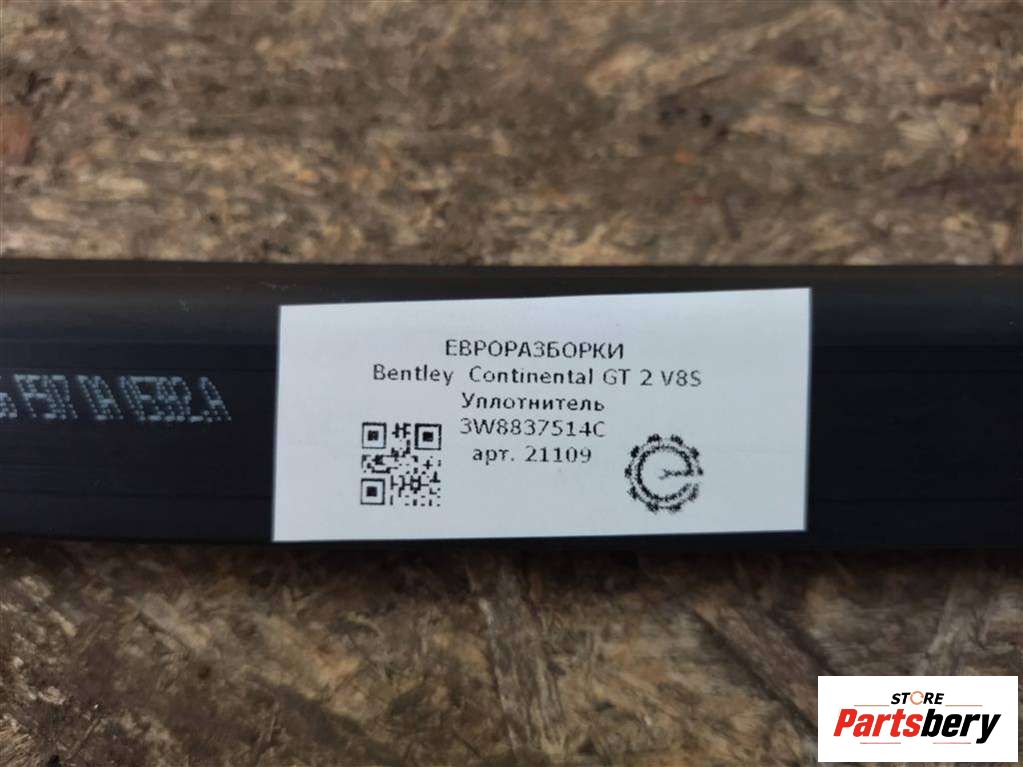 ЕВРОРАЗБОРКИ
Bentley Continental GT 2 V8S
Уплотнитель
3W8837514C
арт. 21109
STORE
Partsbery